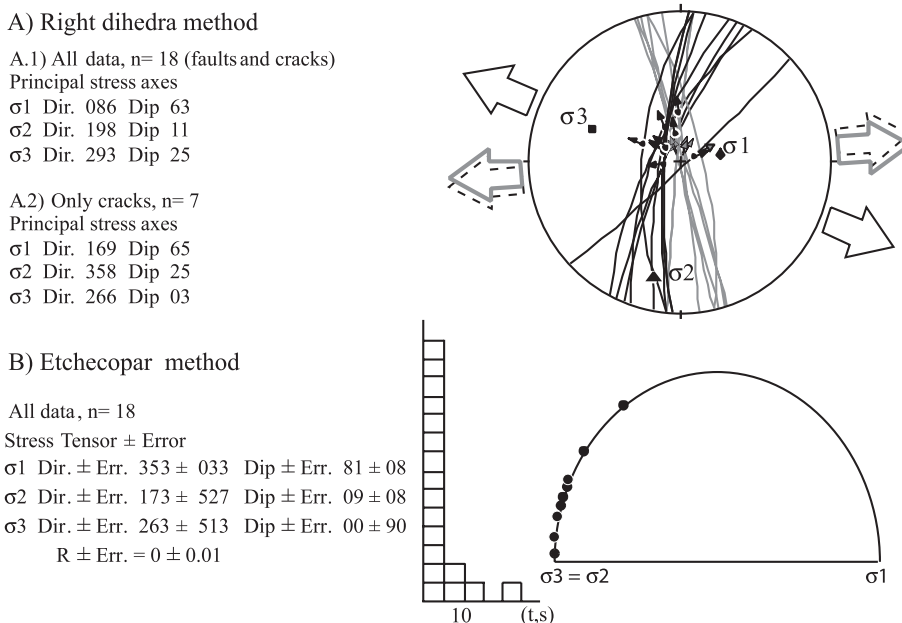 A) Right dihedra method
A.1) All data, n= 18 (faults and cracks)
Principal stress axes
σ1 Dir. 086 Dip 63
σ2 Dir. 198 Dip 11
σ3 Dir. 293 Dip 25
A.2) Only cracks, n= 7
Principal stress axes
σ1 Dir. 169 Dip 65
σ2 Dir. 358 Dip 25
σ3 Dir. 266 Dip 03
σ3
σ1
σ2
B) Etchecopar method
All data, n= 18
Stress Tensor ± Error
σ1 Dir. ± Err. 353 ± 033 Dip ± Err. 81 ± 08
σ2 Dir. ± Err. 173 ± 527 Dip ± Err. 09 ± 08
σ3 Dir. ± Err. 263 ± 513 Dip ± Err. 00 ± 90
R ± Err. = 0 ± 0.01
10 (t,s)
σ3 = σ2
σ1